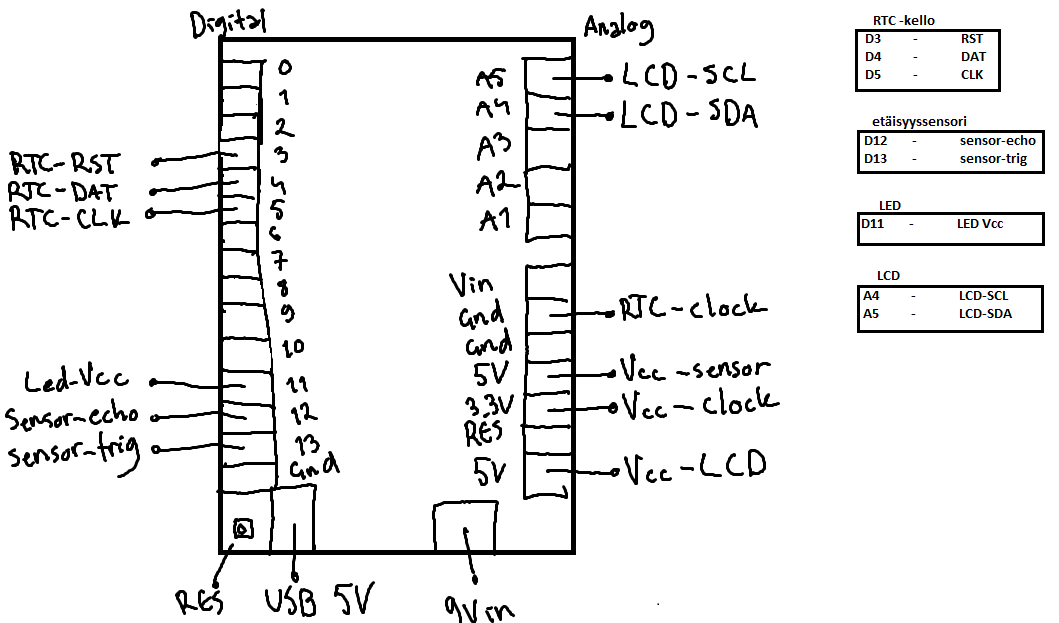 Digital
Analog
0
1
2
3
4
5
6
7
8
9
10
11
12
13
Gnd
RTC-RST
RTC-DAT
RTC-CLK
Led-Vcc
Sensor-echo
Sensor-trig
RES
USB 5V
9Vin
A5
A4
A3
A2
A1
Vin
Gnd
Gnd
5V
3.3V
RES
5V
LCD-SCL
LCD-SDA
RTC-clock
Vcc-sensor
Vcc-clock
Vcc-LCD
RTC -kello
D3 - RST
D4 - DAT
D5 - CLK
etäisyyssensori
D12 - sensor-echo
D13 - sensor-trig
LED
D11 - LED Vcc
LCD
A4 - LCD-SCL
A5 - LCD-SDA